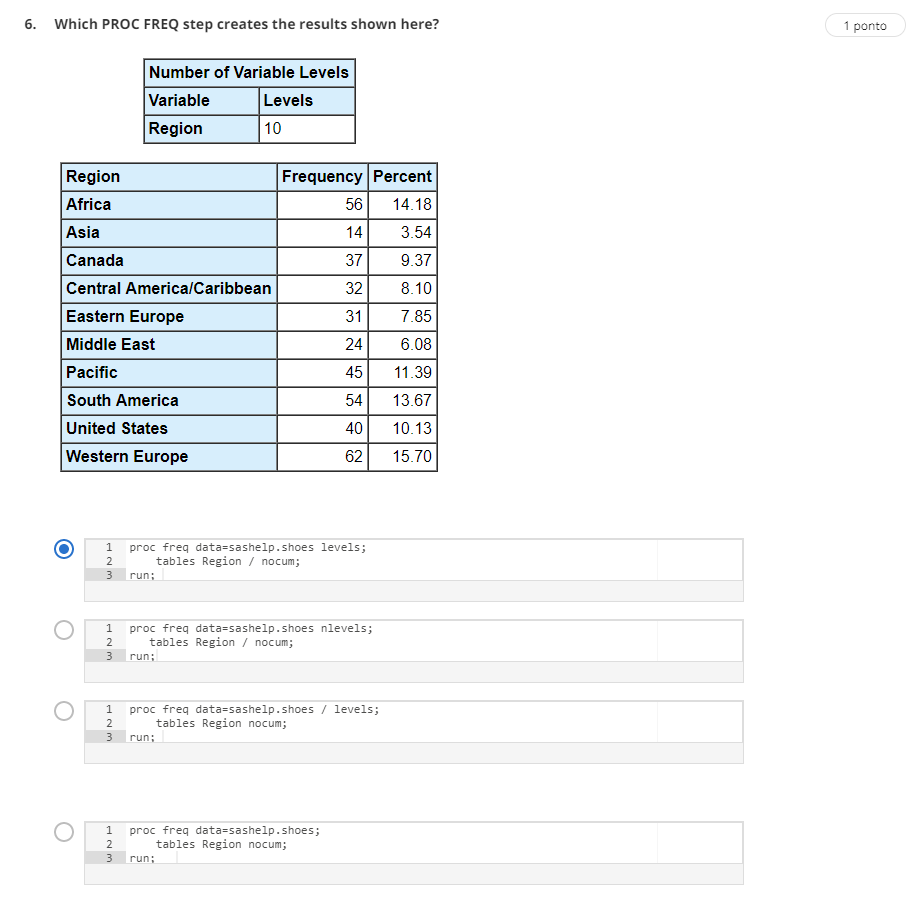 6. Which PROC FREQ step creates the results shown here?
1 ponto
Number of Variable Levels
Variable Levels
Region 10
Region Frequency Percent
Africa 56 14.18
Asia 14 3.54
Canada 37 9.37
Central America/Caribbean 32 8.10
Eastern Europe 31 7.85
Middle East 24 6.08
Pacific 45 11.39
South America 54 13.67
United States 40 10.13
Western Europe 62 15.70
1 proc freq data=sashelp.shoes levels;
2 tables Region / nocum;
3 run;
1 proc freq data=sashelp.shoes nlevels;
2 tables Region / nocum;
3 run;
1 proc freq data=sashelp.shoes / levels;
2 tables Region nocum;
3 run;
1 proc freq data=sashelp.shoes;
2 tables Region nocum;
3 run;